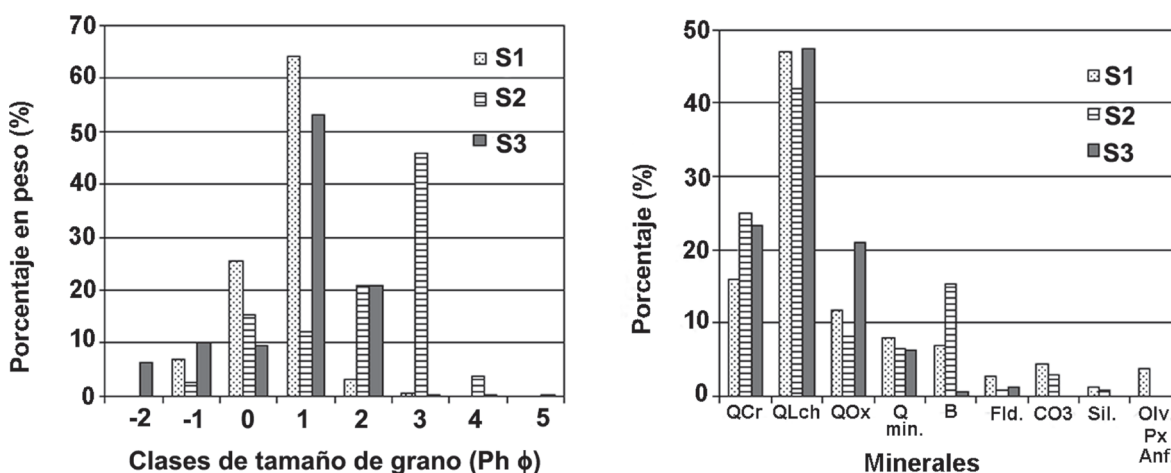 Porcentaje en peso (%)
70
60
50
40
30
20
10
0
S1
S2
S3
-2 -1 0 1 2 3 4 5
Clases de tamaño de grano (Ph ϕ)
Porcentaje (%)
50
40
30
20
10
0
S1
S2
S3
QCr QLch QOx Q B Fld. CO3 Sil. Olv
min. Px
Anf
Minerales